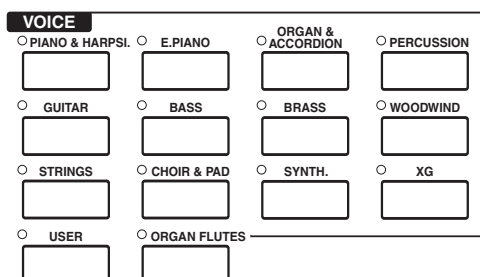 VOICE
PIANO & HARPSI.
E.PIANO
ORGAN &
ACCORDION
PERCUSSION
GUITAR
BASS
BRASS
WOODWIND
STRINGS
CHOIR & PAD
SYNTH.
XG
USER
ORGAN FLUTES